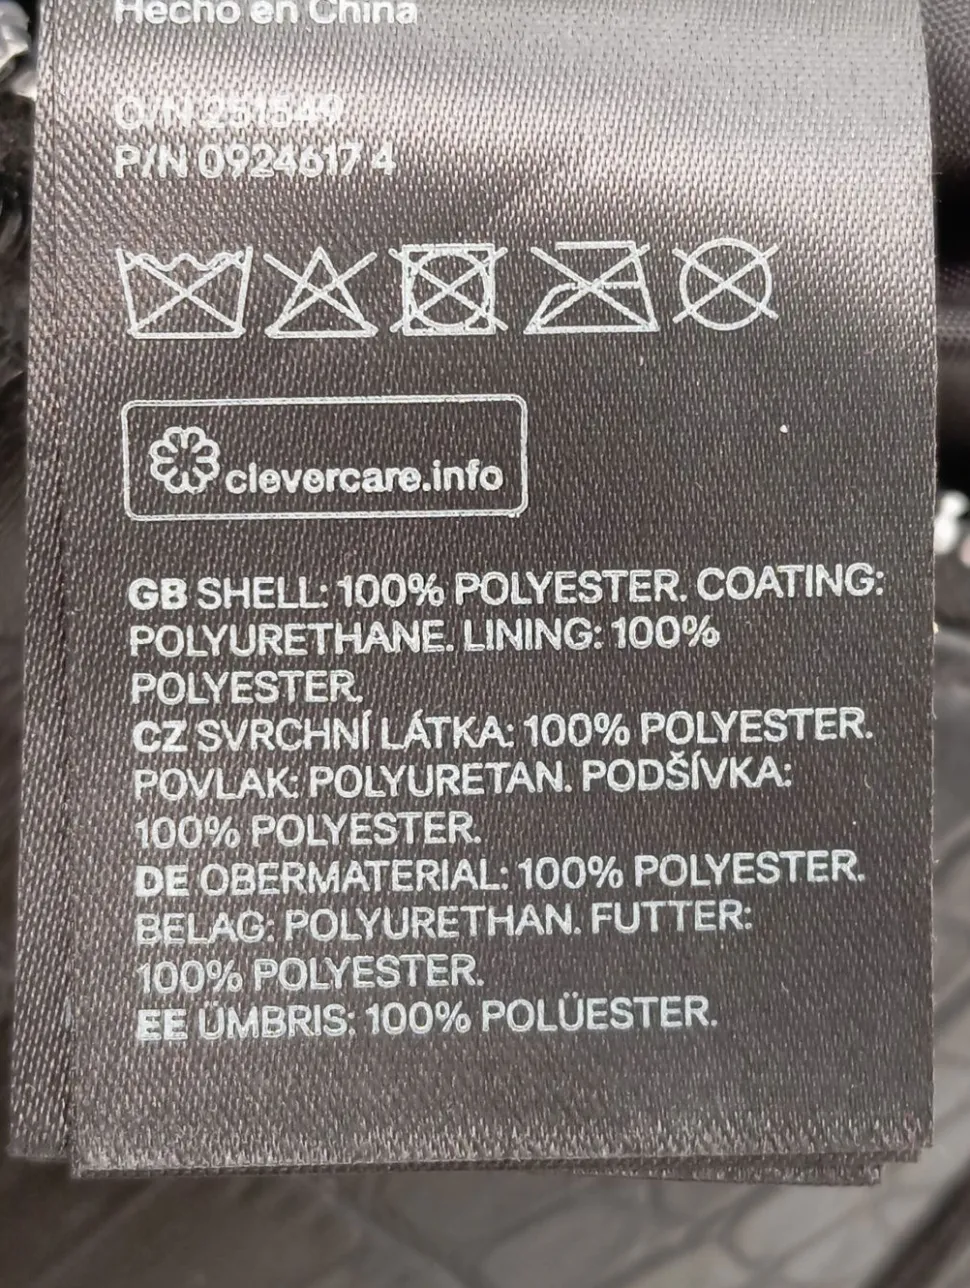 Hecho en China
O/N 251549
P/N 0924617 4
clevercare.info
GB SHELL: 100% POLYESTER. COATING:
POLYURETHANE. LINING: 100%
POLYESTER.
CZ SVRCHNÍ LÁTKA: 100% POLYESTER.
POVLAK: POLYURETAN. PODŠÍVKA:
100% POLYESTER.
DE OBERMATERIAL: 100% POLYESTER.
BELAG: POLYURETHAN. FUTTER:
100% POLYESTER.
EE ÜMBRIS: 100% POLÜESTER.